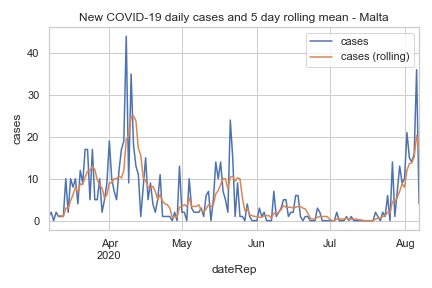 New COVID-19 daily cases and 5 day rolling mean - Malta
cases
cases (rolling)
cases
40
30
20
10
0
Apr
2020
May
Jun
Jul
Aug
dateRep